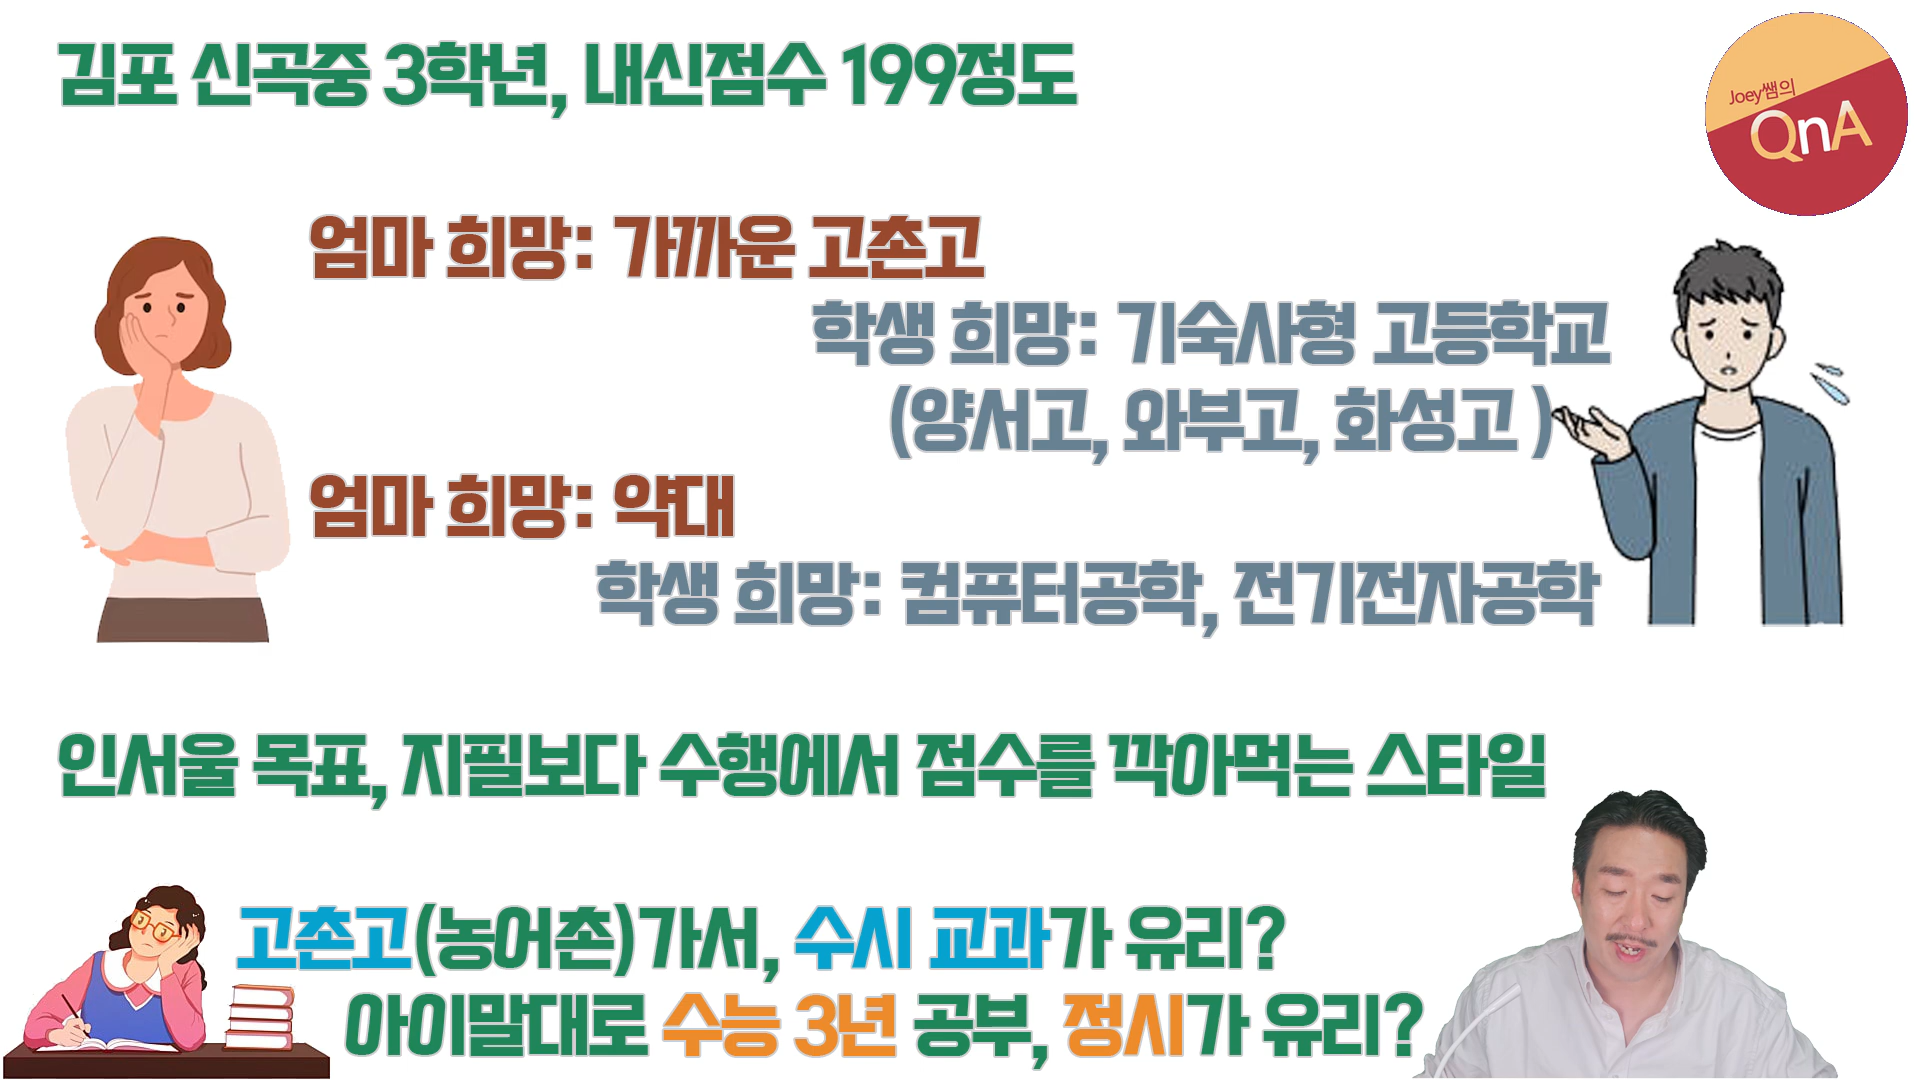 김포 신곡중 3학년, 내신점수 199정도
Joey쌤의
QnA
엄마 희망: 가까운 고촌고
학생 희망: 기숙사형 고등학교
(양서고, 와부고, 화성고 )
엄마 희망: 약대
학생 희망: 컴퓨터공학, 전기전자공학
인서울 목표, 지필보다 수행에서 점수를 깍아먹는 스타일
고촌고(농어촌)가서, 수시 교과가 유리?
아이말대로 수능 3년 공부, 정시가 유리?